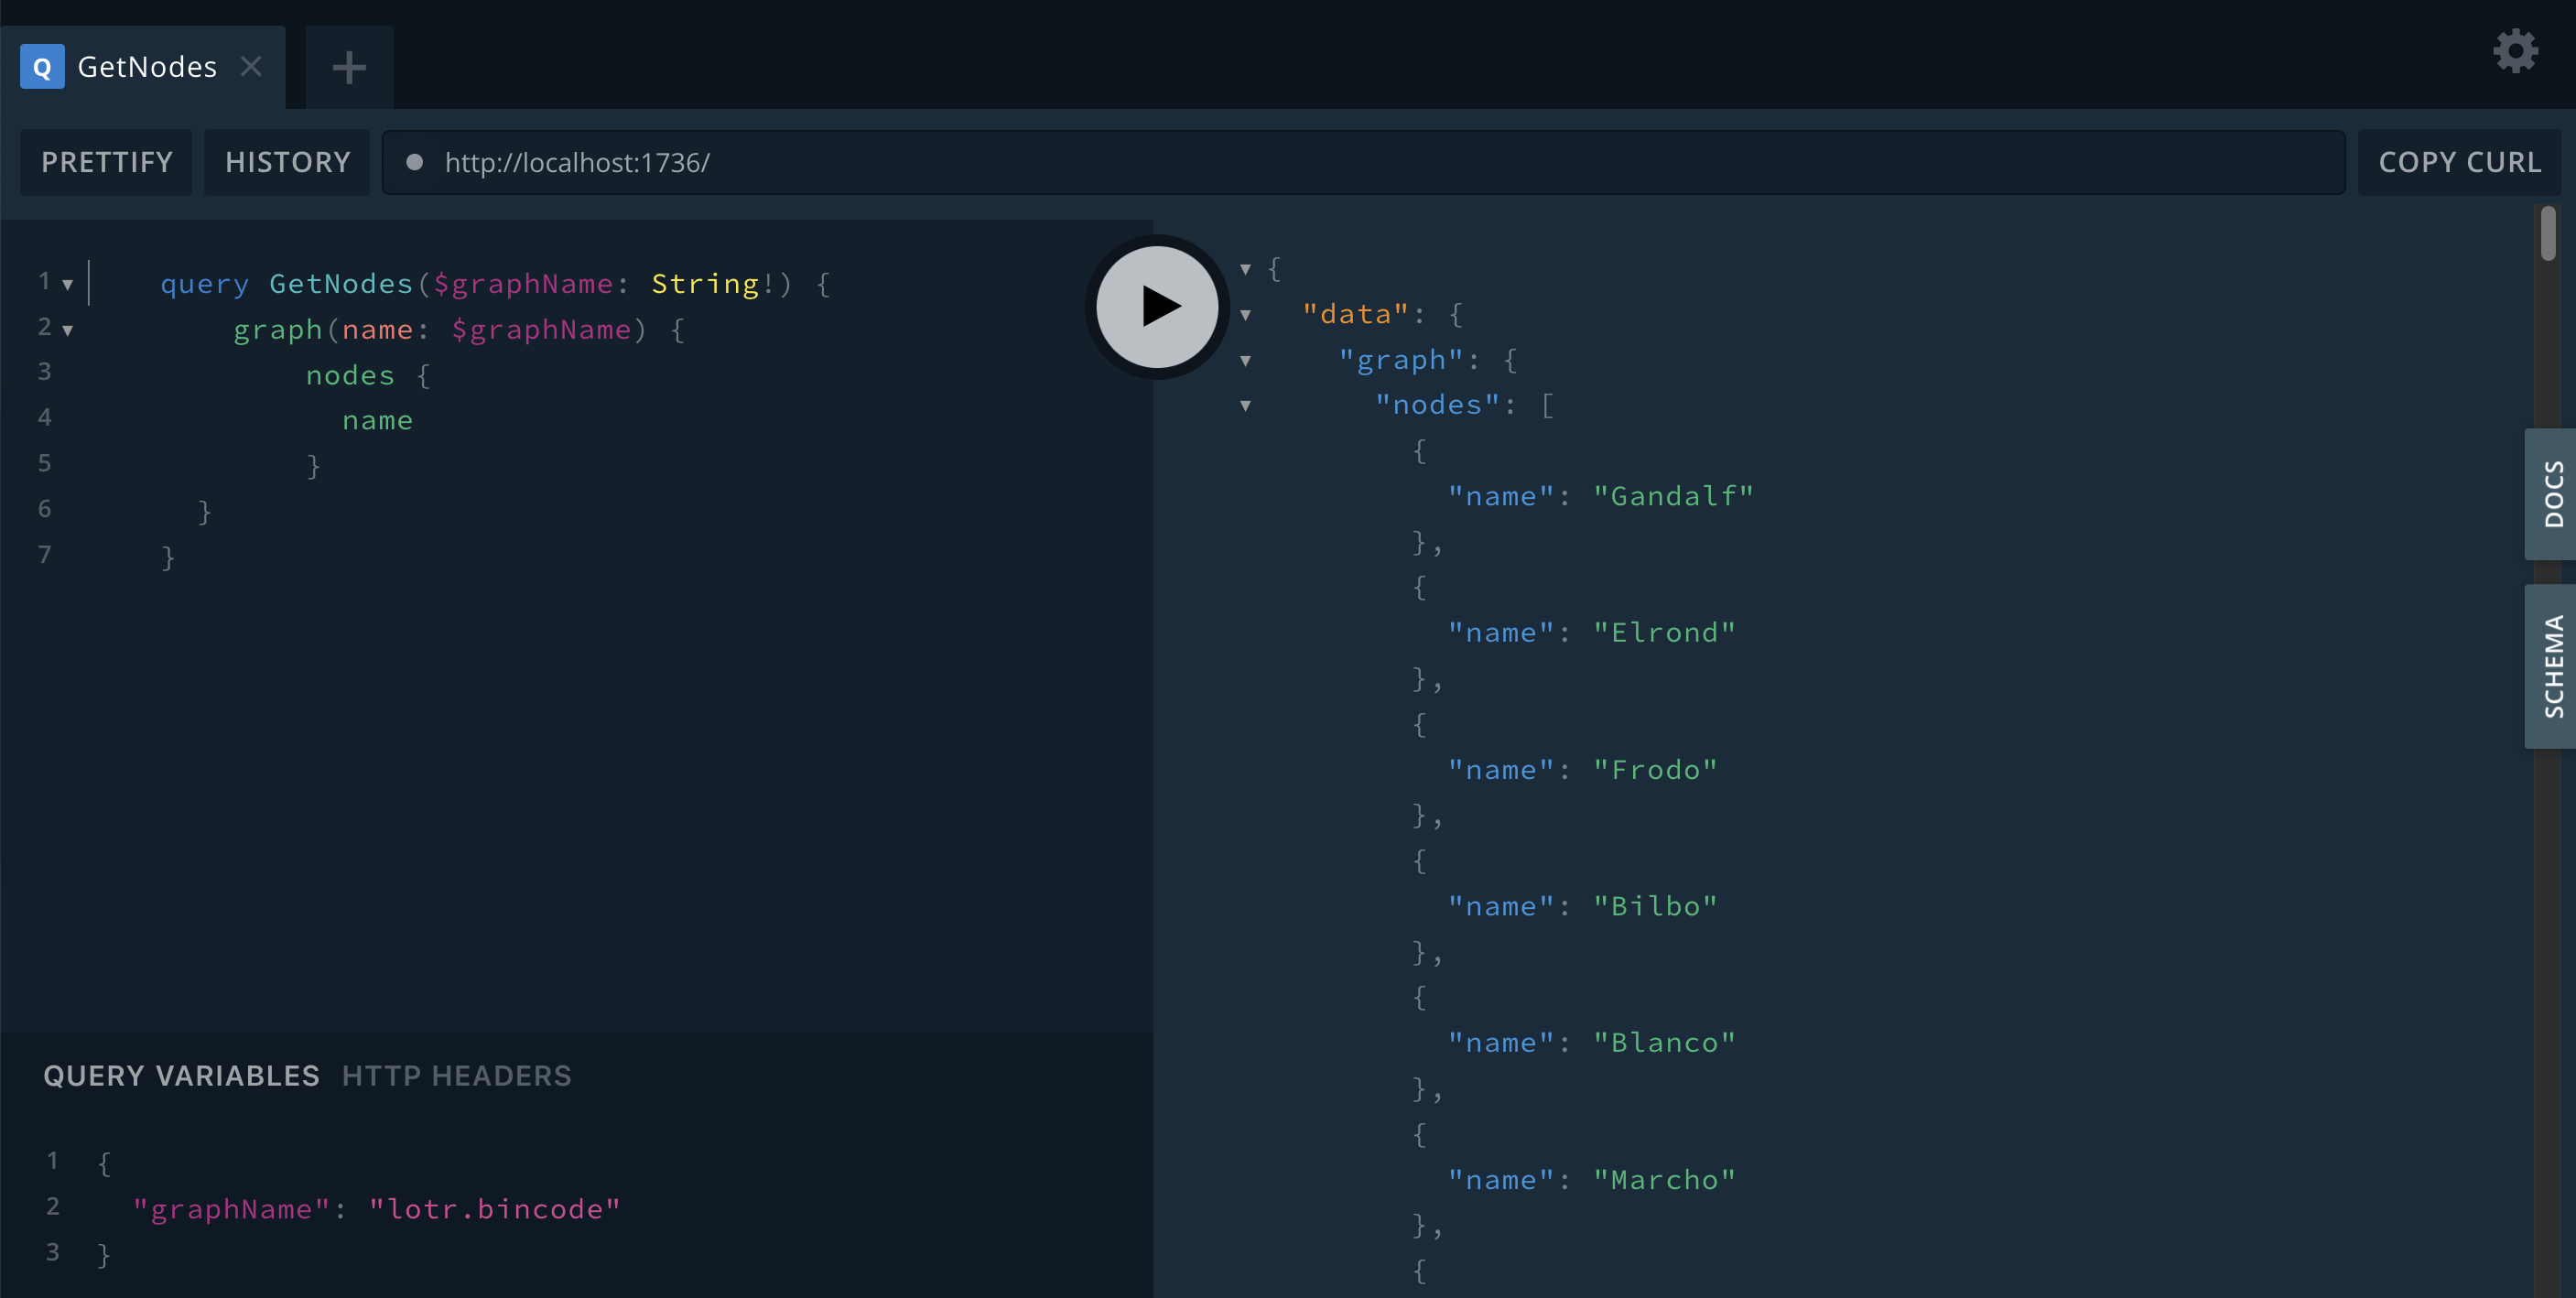 Q GetNodes
PRETTIFY HISTORY http://localhost:1736/ COPY CURL
1 query GetNodes($graphName: String!) {
2 graph(name: $graphName) {
3 nodes {
4 name
5 }
6 }
7 }
QUERY VARIABLES HTTP HEADERS
1 {
2 "graphName": "lotr.bincode"
3 }
{
"data": {
"graph": {
"nodes": [
{
"name": "Gandalf"
},
{
"name": "Elrond"
},
{
"name": "Frodo"
},
{
"name": "Bilbo"
},
{
"name": "Blanco"
},
{
"name": "Marcho"
},
{
DOCS
SCHEMA